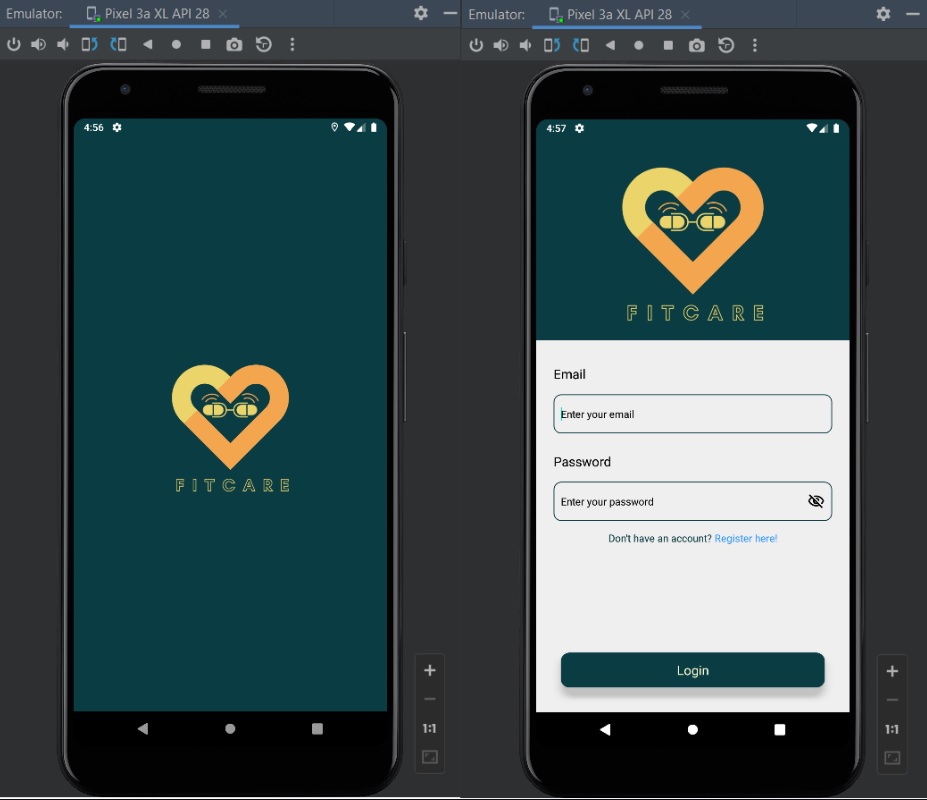 Emulator: Pixel 3a XL API 28
4:56
FITCARE
1:1
Emulator: Pixel 3a XL API 28
4:57
FITCARE
Email
Enter your email
Password
Enter your password
Don't have an account? Register here!
Login
1:1